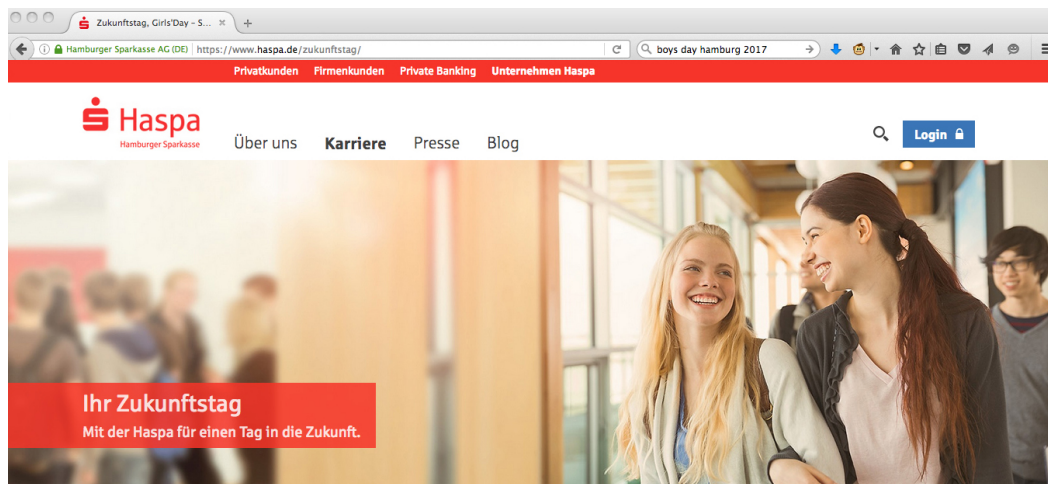 Zukunftstag, Girls'Day – S...
Hamburger Sparkasse AG (DE) https://www.haspa.de/zukunftstag/ boys day hamburg 2017
Privatkunden Firmenkunden Private Banking Unternehmen Haspa
Haspa
Hamburger Sparkasse
Über uns Karriere Presse Blog
Login
Ihr Zukunftstag
Mit der Haspa für einen Tag in die Zukunft.